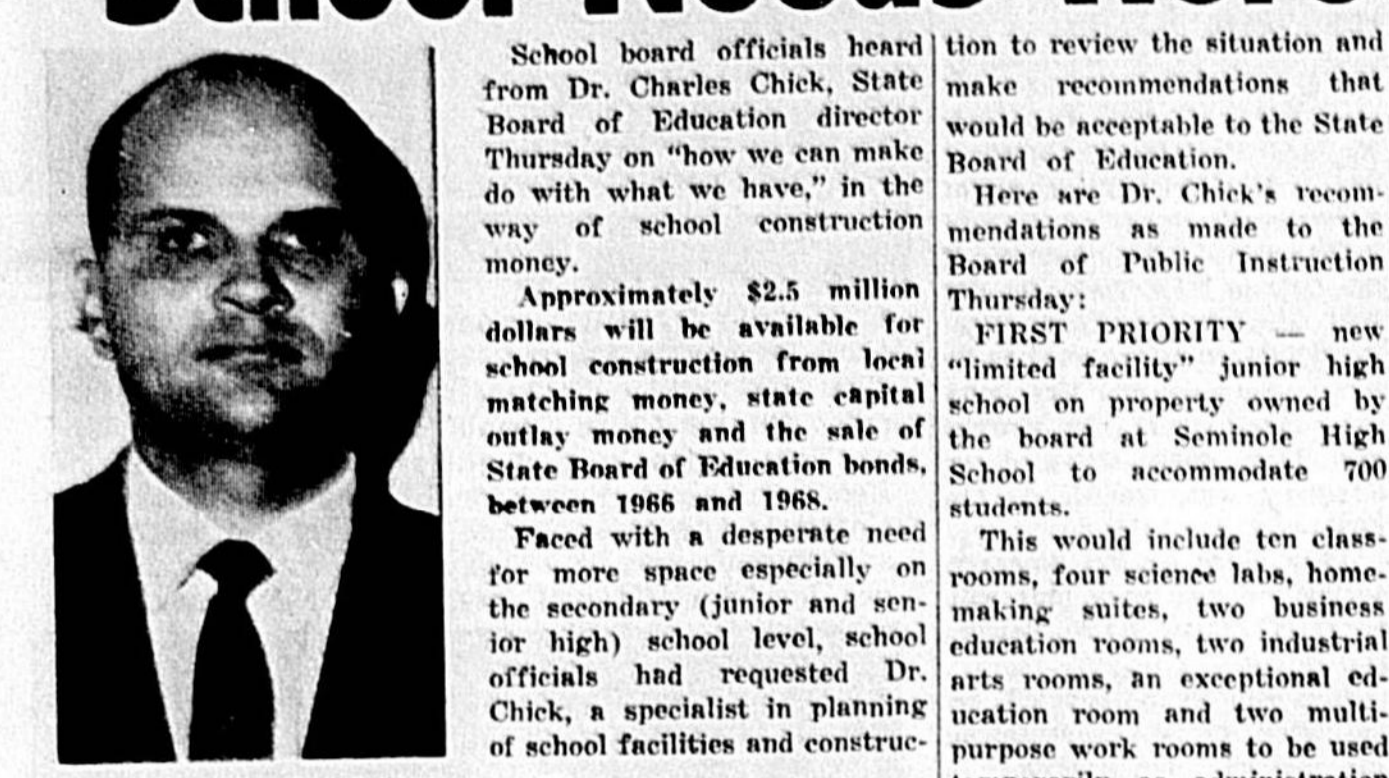 School
School board officials heard
from Dr. Charles Chick, State
Board of Education director
Thursday on “how we can make
do with what we have,” in the
way of school construction
money.
Approximately $2.5 million
dollars will be available for
school construction from local
matching money, state capital
outlay money and the sale of
State Board of Education bonds,
between 1966 and 1968.
Faced with a desperate need
for more space especially on
the secondary (junior and sen-
ior high) school level, school
officials had requested Dr.
Chick, a specialist in planning
of school facilities and construc-
tion to review the situation and
make recommendations that
would be acceptable to the State
Board of Education.
Here are Dr. Chick's recom-
mendations as made to the
Board of Public Instruction
Thursday:
FIRST PRIORITY — new
“limited facility” junior high
school on property owned by
the board at Seminole High
School to accommodate 700
students.
This would include ten class-
rooms, four science labs, home-
making suites, two business
education rooms, two industrial
arts rooms, an exceptional ed-
ucation room and two multi-
purpose work rooms to be used